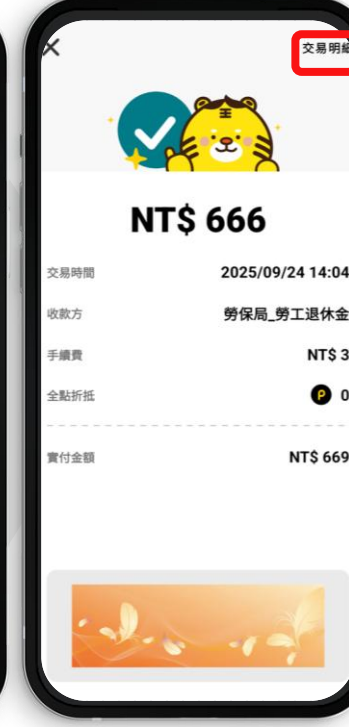 交易明細
NT$ 666
交易時間 2025/09/24 14:04
收款方 勞保局_勞工退休金
手續費 NT$ 3
全點折抵 P 0
實付金額 NT$ 669